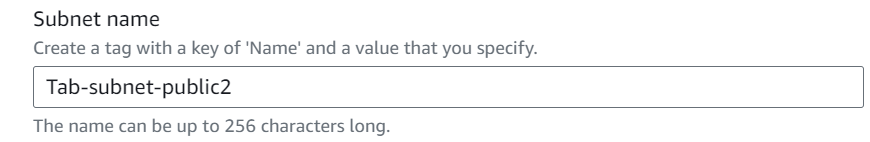 Subnet name
Create a tag with a key of 'Name' and a value that you specify.
Tab-subnet-public2
The name can be up to 256 characters long.